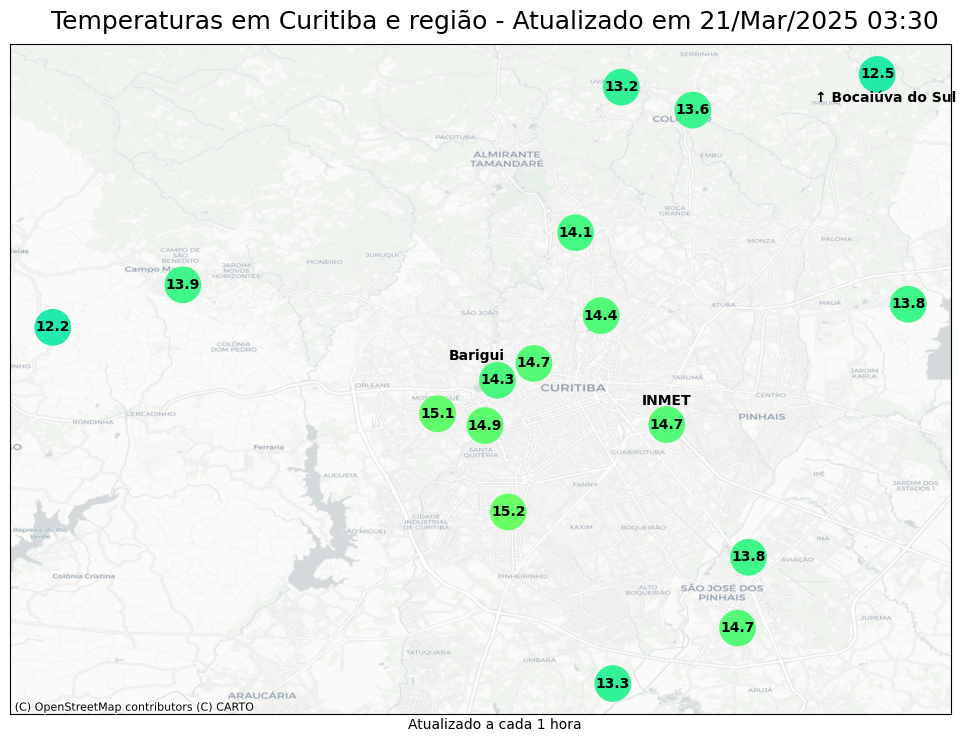 Temperaturas em Curitiba e região - Atualizado em 21/Mar/2025 03:30
SERRINHA
12.5
13.2
↑ Bocaiúva do Sul
13.6
PACOTUBA
ALMIRANTE
TAMANDARÉ
EMBU
ROÇA
GRANDE
14.1
MONZA
PALOMA
CAMPO DE
SÃO
BENEDITO
JURUQUI
PIONEIRO
JARDIM
NOVOS
HORIZONTES
13.9
13.8
MAUÁ
ATUBA
SÃO JOÃO
14.4
12.2
COLÔNIA
DOM PEDRO
Barigui
14.7
14.3
JARDIM
KARLA
TARUMÃ
ORLEANS
CURITIBA
CENTRO
INMET
CERCADINHO
RONDINHA
15.1
14.9
14.7
PINHAIS
Ferraria
SANTA
QUITÉRIA
GUABIROTUBA
AUGUSTA
IPÊ
JARDIM DOS
ESTADOS I
FANNY
15.2
CIDADE
INDUSTRIAL
DE CURITIBA
SÃO MIGUEL
XAXIM
BOQUEIRÃO
Represa do Rio
Verde
INÁ
13.8
AVIAÇÃO
Colônia Cristina
PINHEIRINHO
ALTO
BOQUEIRÃO
SÃO JOSÉ DOS
PINHAIS
JUREMA
14.7
TATUQUARA
UMBARÁ
13.3
ARUJÁ
ARAUCÁRIA
(C) OpenStreetMap contributors (C) CARTO
Atualizado a cada 1 hora